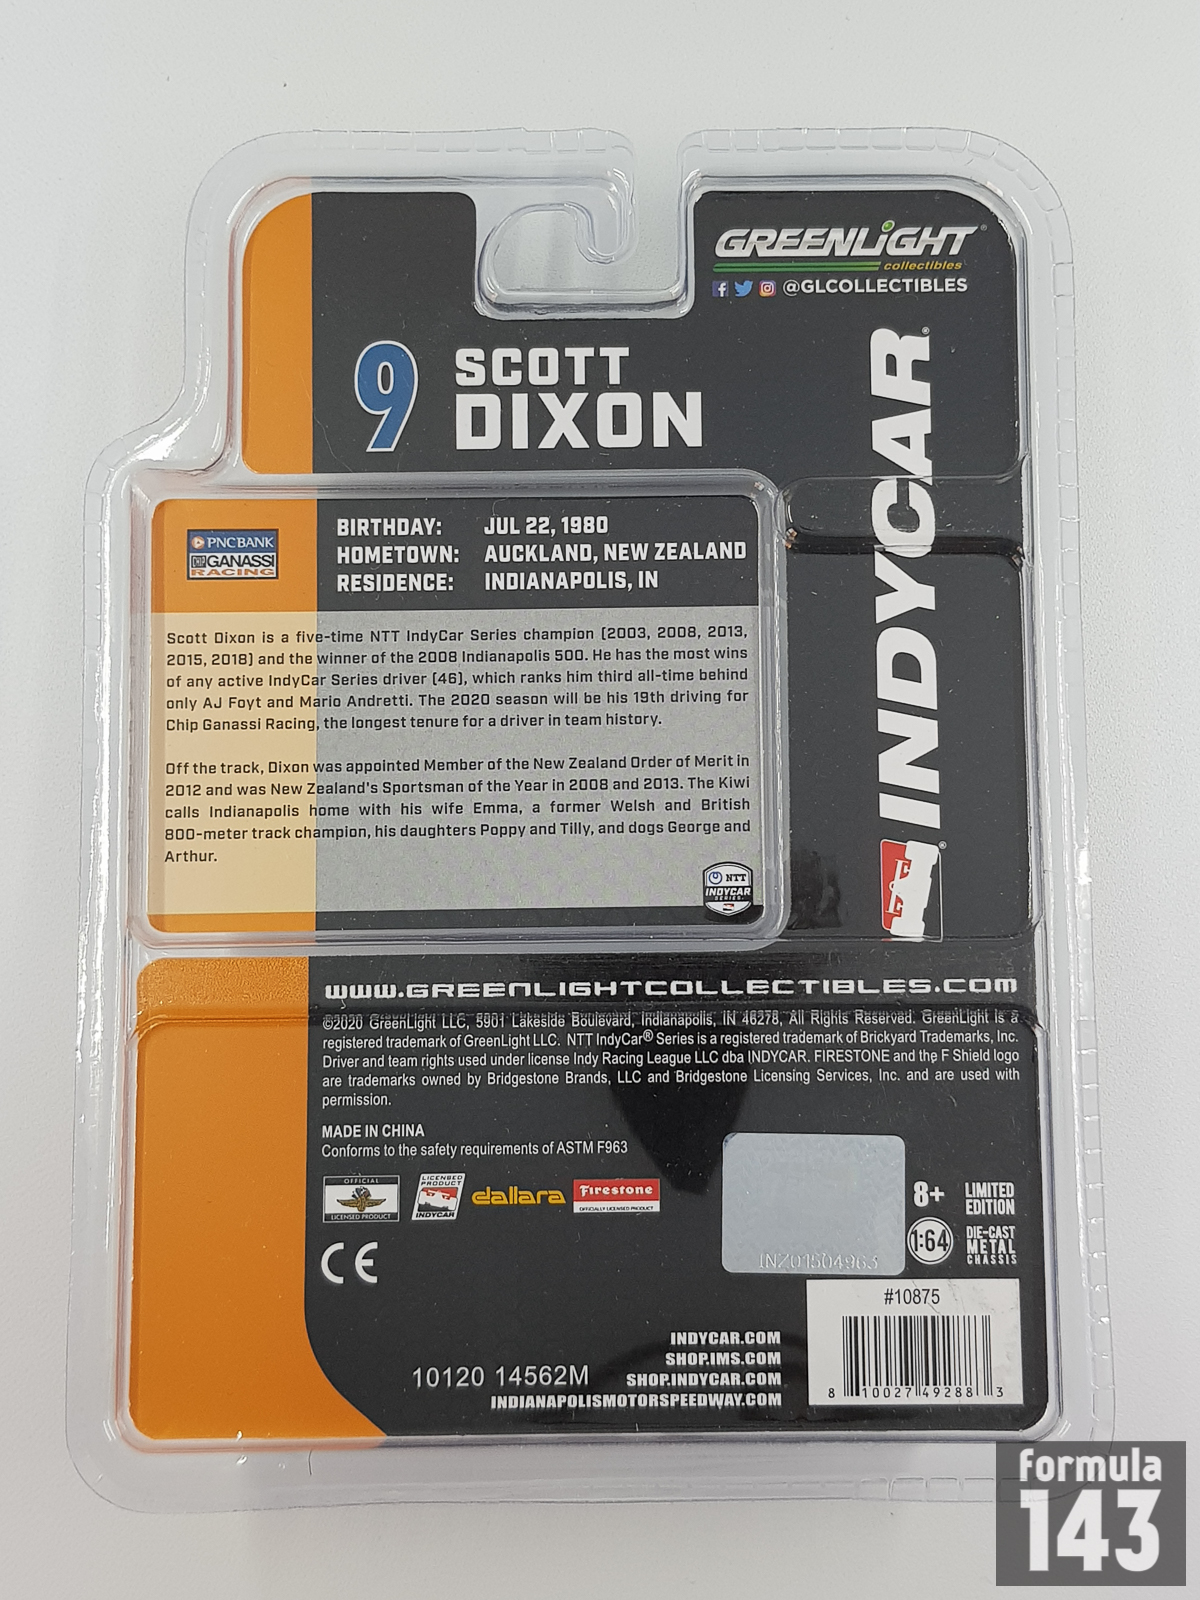 GREENLIGHT®
collectibles
@GLCOLLECTIBLES
9 SCOTT
DIXON
INDYCAR®
PNCBANK
CHIP GANASSI
RACING
BIRTHDAY: JUL 22, 1980
HOMETOWN: AUCKLAND, NEW ZEALAND
RESIDENCE: INDIANAPOLIS, IN
Scott Dixon is a five-time NTT IndyCar Series champion (2003, 2008, 2013,
2015, 2018) and the winner of the 2008 Indianapolis 500. He has the most wins
of any active IndyCar Series driver (46), which ranks him third all-time behind
only AJ Foyt and Mario Andretti. The 2020 season will be his 19th driving for
Chip Ganassi Racing, the longest tenure for a driver in team history.
Off the track, Dixon was appointed Member of the New Zealand Order of Merit in
2012 and was New Zealand's Sportsman of the Year in 2008 and 2013. The Kiwi
calls Indianapolis home with his wife Emma, a former Welsh and British
800-meter track champion, his daughters Poppy and Tilly, and dogs George and
Arthur.
NTT
INDYCAR
SERIES
www.GREENLIGHTCOLLECTIBLES.COM
©2020 GreenLight LLC, 5901 Lakeside Boulevard, Indianapolis, IN 46278, All Rights Reserved. GreenLight is a
registered trademark of GreenLight LLC. NTT IndyCar® Series is a registered trademark of Brickyard Trademarks, Inc.
Driver and team rights used under license Indy Racing League LLC dba INDYCAR. FIRESTONE and the F Shield logo
are trademarks owned by Bridgestone Brands, LLC and Bridgestone Licensing Services, Inc. and are used with
permission.
MADE IN CHINA
Conforms to the safety requirements of ASTM F963
OFFICIAL
LICENSED PRODUCT
LICENSED
PRODUCT
INDYCAR
dallara
Firestone
OFFICIALLY LICENSED PRODUCT
CE
INZ01504963
8+ LIMITED
EDITION
1:64 DIE-CAST
METAL
CHASSIS
#10875
8 10027 49288 3
10120 14562M
INDYCAR.COM
SHOP.IMS.COM
SHOP.INDYCAR.COM
INDIANAPOLISMOTORSPEEDWAY.COM
formula
143